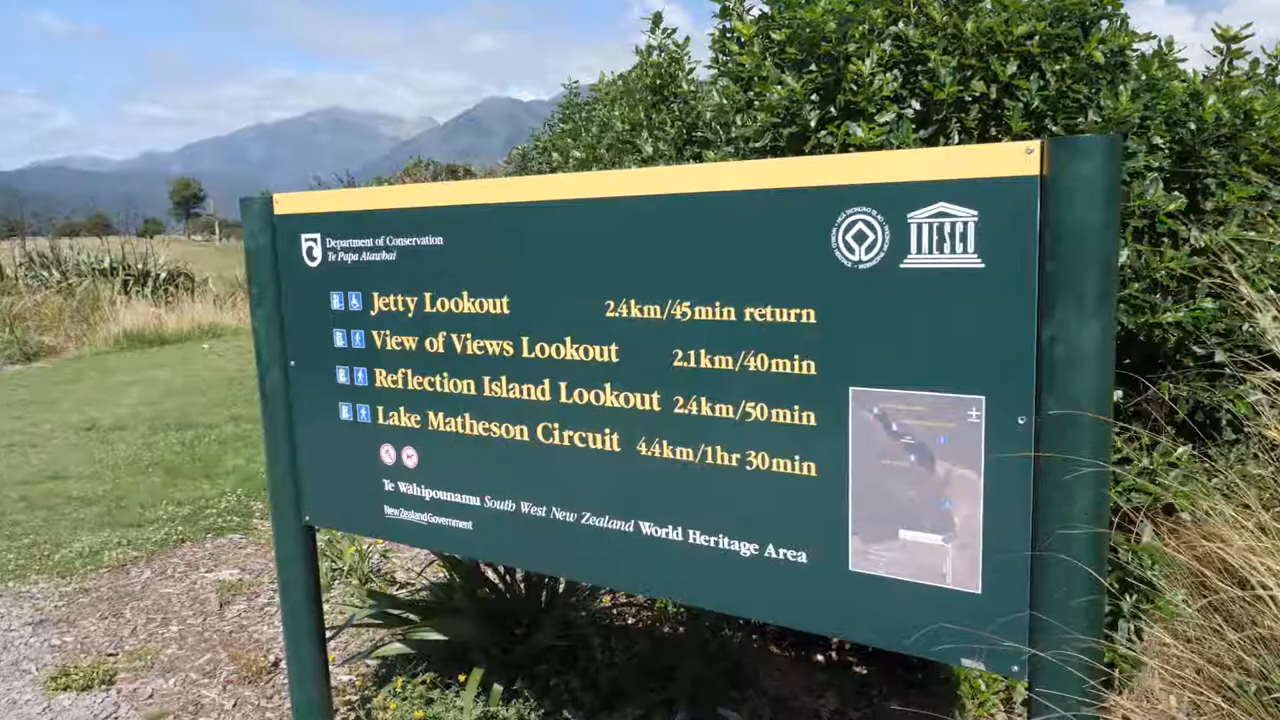 Department of Conservation
Te Papa Atawhai
UNESCO
Jetty Lookout 2.4km/45min return
View of Views Lookout 2.1km/40min
Reflection Island Lookout 2.4km/50min
Lake Matheson Circuit 4.4km/1hr 30min
Te Wāhipounamu South West New Zealand World Heritage Area
New Zealand Government